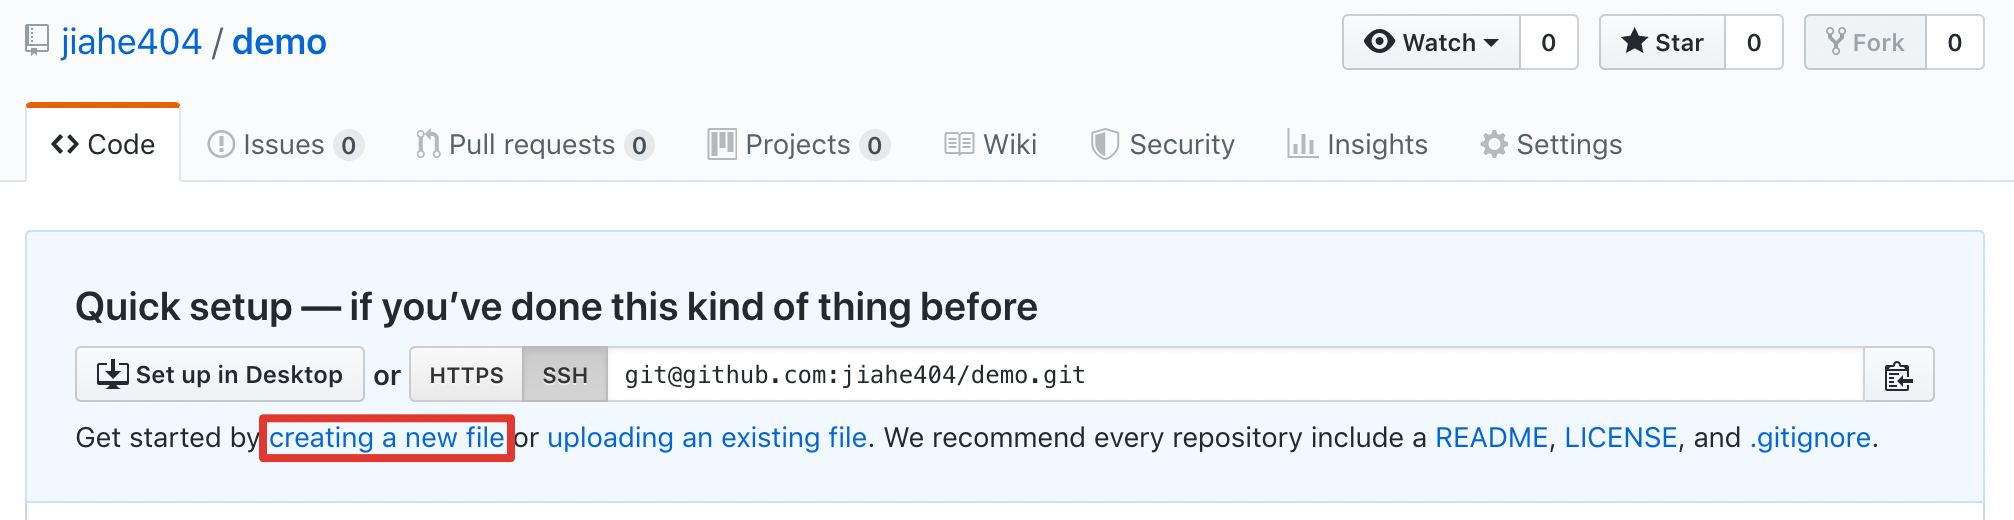 jiahe404 / demo
Watch 0 Star 0 Fork 0
Code Issues 0 Pull requests 0 Projects 0 Wiki Security Insights Settings
Quick setup — if you’ve done this kind of thing before
Set up in Desktop or HTTPS SSH git@github.com:jiahe404/demo.git
Get started by creating a new file or uploading an existing file. We recommend every repository include a README, LICENSE, and .gitignore.